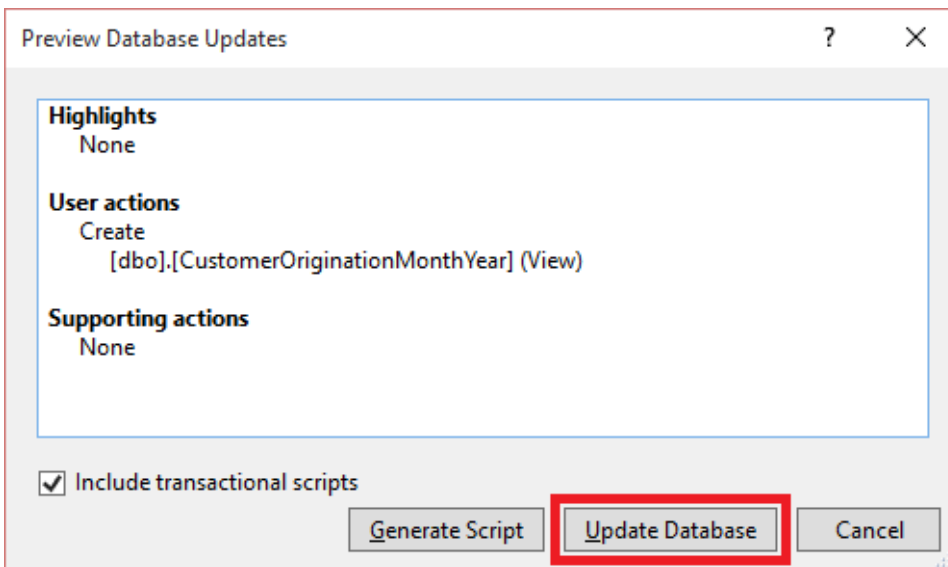 Preview Database Updates ? ×
Highlights
None
User actions
Create
[dbo].[CustomerOriginationMonthYear] (View)
Supporting actions
None
Include transactional scripts
Generate Script Update Database Cancel